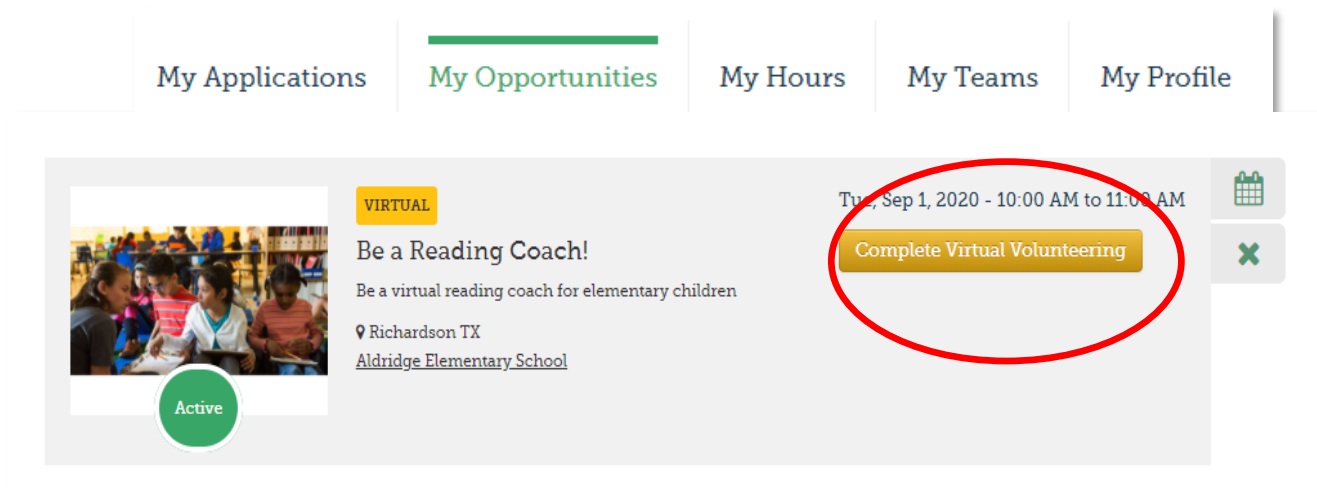 My Applications My Opportunities My Hours My Teams My Profile
VIRTUAL
Tue, Sep 1, 2020 - 10:00 AM to 11:00 AM
Be a Reading Coach!
Complete Virtual Volunteering
Be a virtual reading coach for elementary children
Richardson TX
Aldridge Elementary School
Active